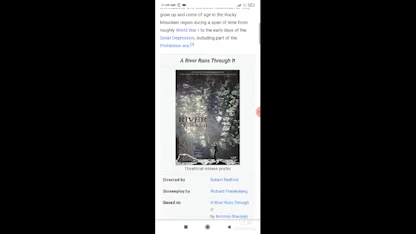 grow up and come of age in the Rocky
Mountain region during a span of time from
roughly World War I to the early days of the
Great Depression, including part of the
Prohibition era.
A River Runs Through It
RIVER
Theatrical release poster
Directed by Robert Redford
Screenplay by Richard Friedenberg
Based on A River Runs Through
It
by Norman Maclean